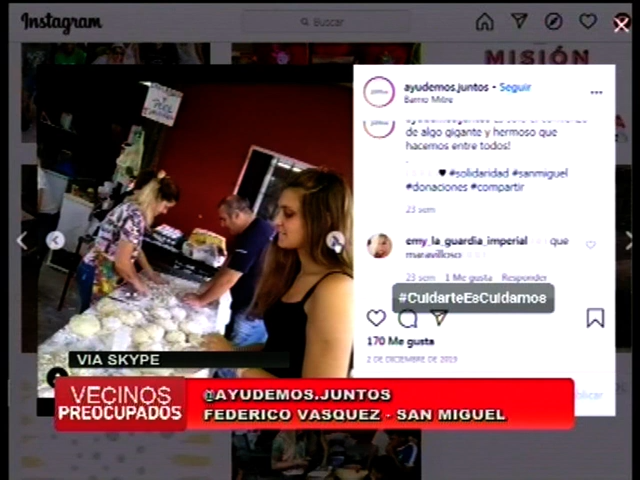 Instagram
Buscar
MISIÓN
ayudemos.juntos • Seguir
Barrio Mitre
de algo gigante y hermoso que
hacemos entre todos!
.
#solidaridad #sanmiguel
#donaciones #compartir
23 sem
emy_la_guardia_imperial que
maravilloso
23 sem 1 Me gusta Responder
#CuidarteEsCuidarnos
170 Me gusta
2 DE DICIEMBRE DE 2019
VIA SKYPE
VECINOS
PREOCUPADOS
@AYUDEMOS.JUNTOS
FEDERICO VASQUEZ - SAN MIGUEL